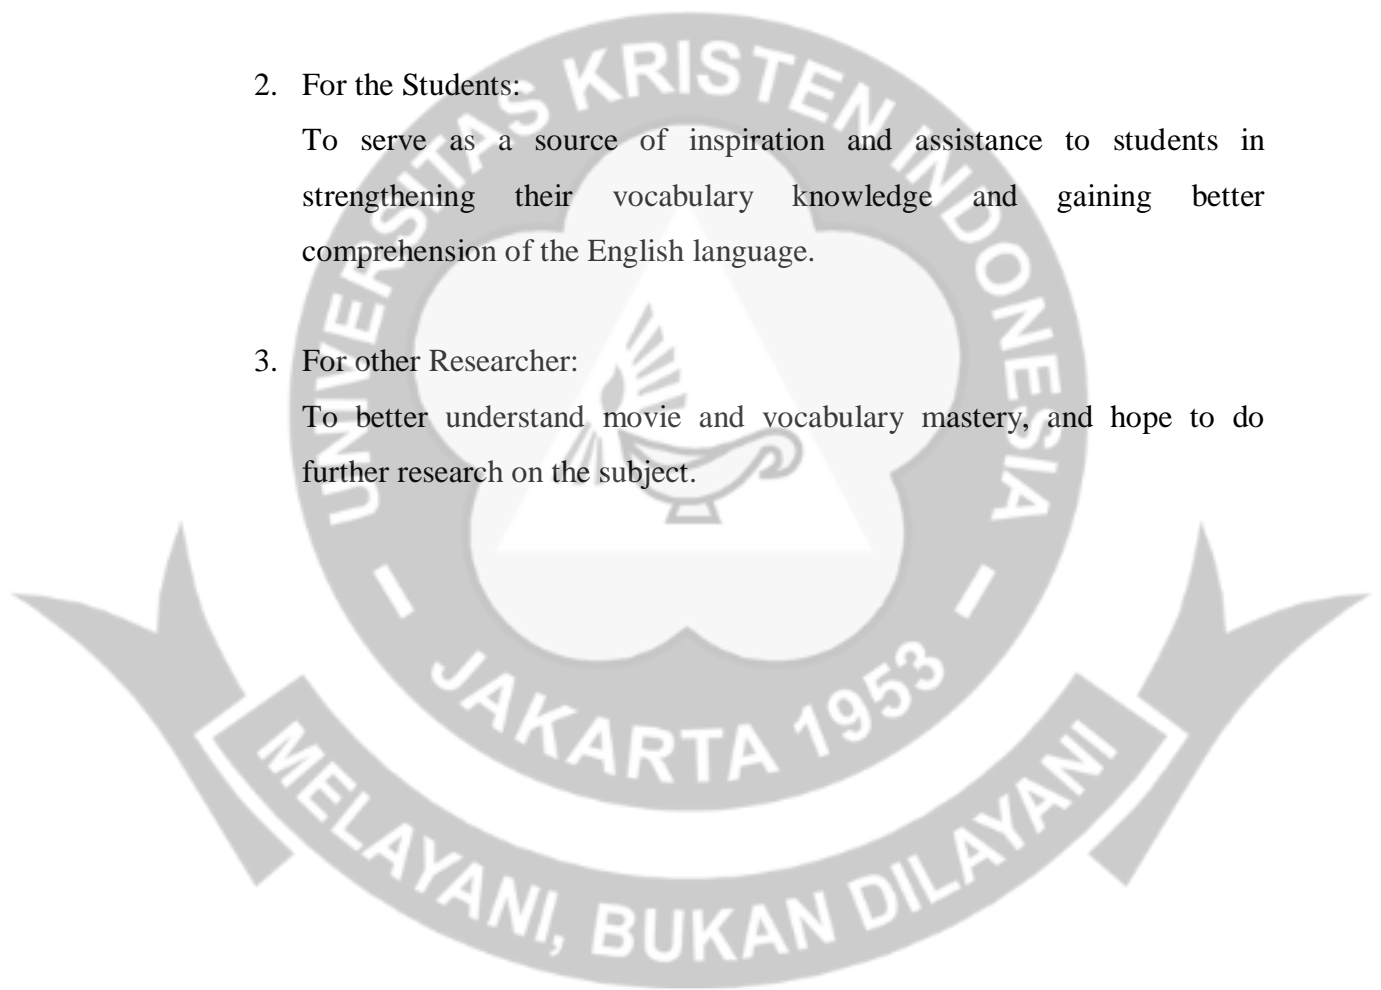 2. For the Students:
To serve as a source of inspiration and assistance to students in
strengthening their vocabulary knowledge and gaining better
comprehension of the English language.
3. For other Researcher:
To better understand movie and vocabulary mastery, and hope to do
further research on the subject.
UNIVERSITAS KRISTEN INDONESIA
JAKARTA 1953
MELAYANI, BUKAN DILAYANI